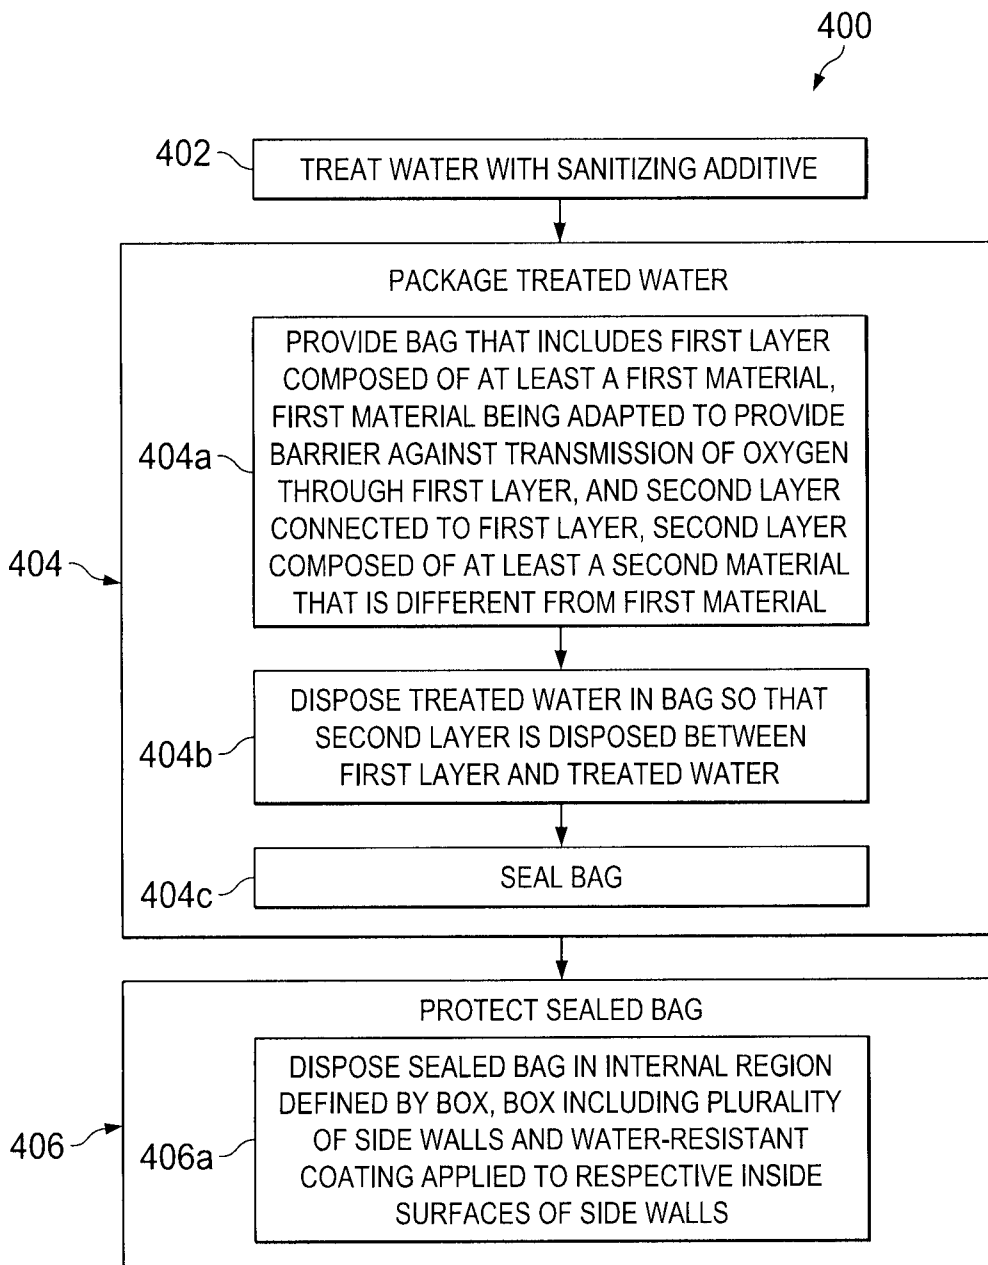 400
402
TREAT WATER WITH SANITIZING ADDITIVE
PACKAGE TREATED WATER
PROVIDE BAG THAT INCLUDES FIRST LAYER
COMPOSED OF AT LEAST A FIRST MATERIAL,
FIRST MATERIAL BEING ADAPTED TO PROVIDE
BARRIER AGAINST TRANSMISSION OF OXYGEN
THROUGH FIRST LAYER, AND SECOND LAYER
CONNECTED TO FIRST LAYER, SECOND LAYER
COMPOSED OF AT LEAST A SECOND MATERIAL
THAT IS DIFFERENT FROM FIRST MATERIAL
404a
404
DISPOSE TREATED WATER IN BAG SO THAT
SECOND LAYER IS DISPOSED BETWEEN
FIRST LAYER AND TREATED WATER
404b
SEAL BAG
404c
PROTECT SEALED BAG
DISPOSE SEALED BAG IN INTERNAL REGION
DEFINED BY BOX, BOX INCLUDING PLURALITY
OF SIDE WALLS AND WATER-RESISTANT
COATING APPLIED TO RESPECTIVE INSIDE
SURFACES OF SIDE WALLS
406
406a